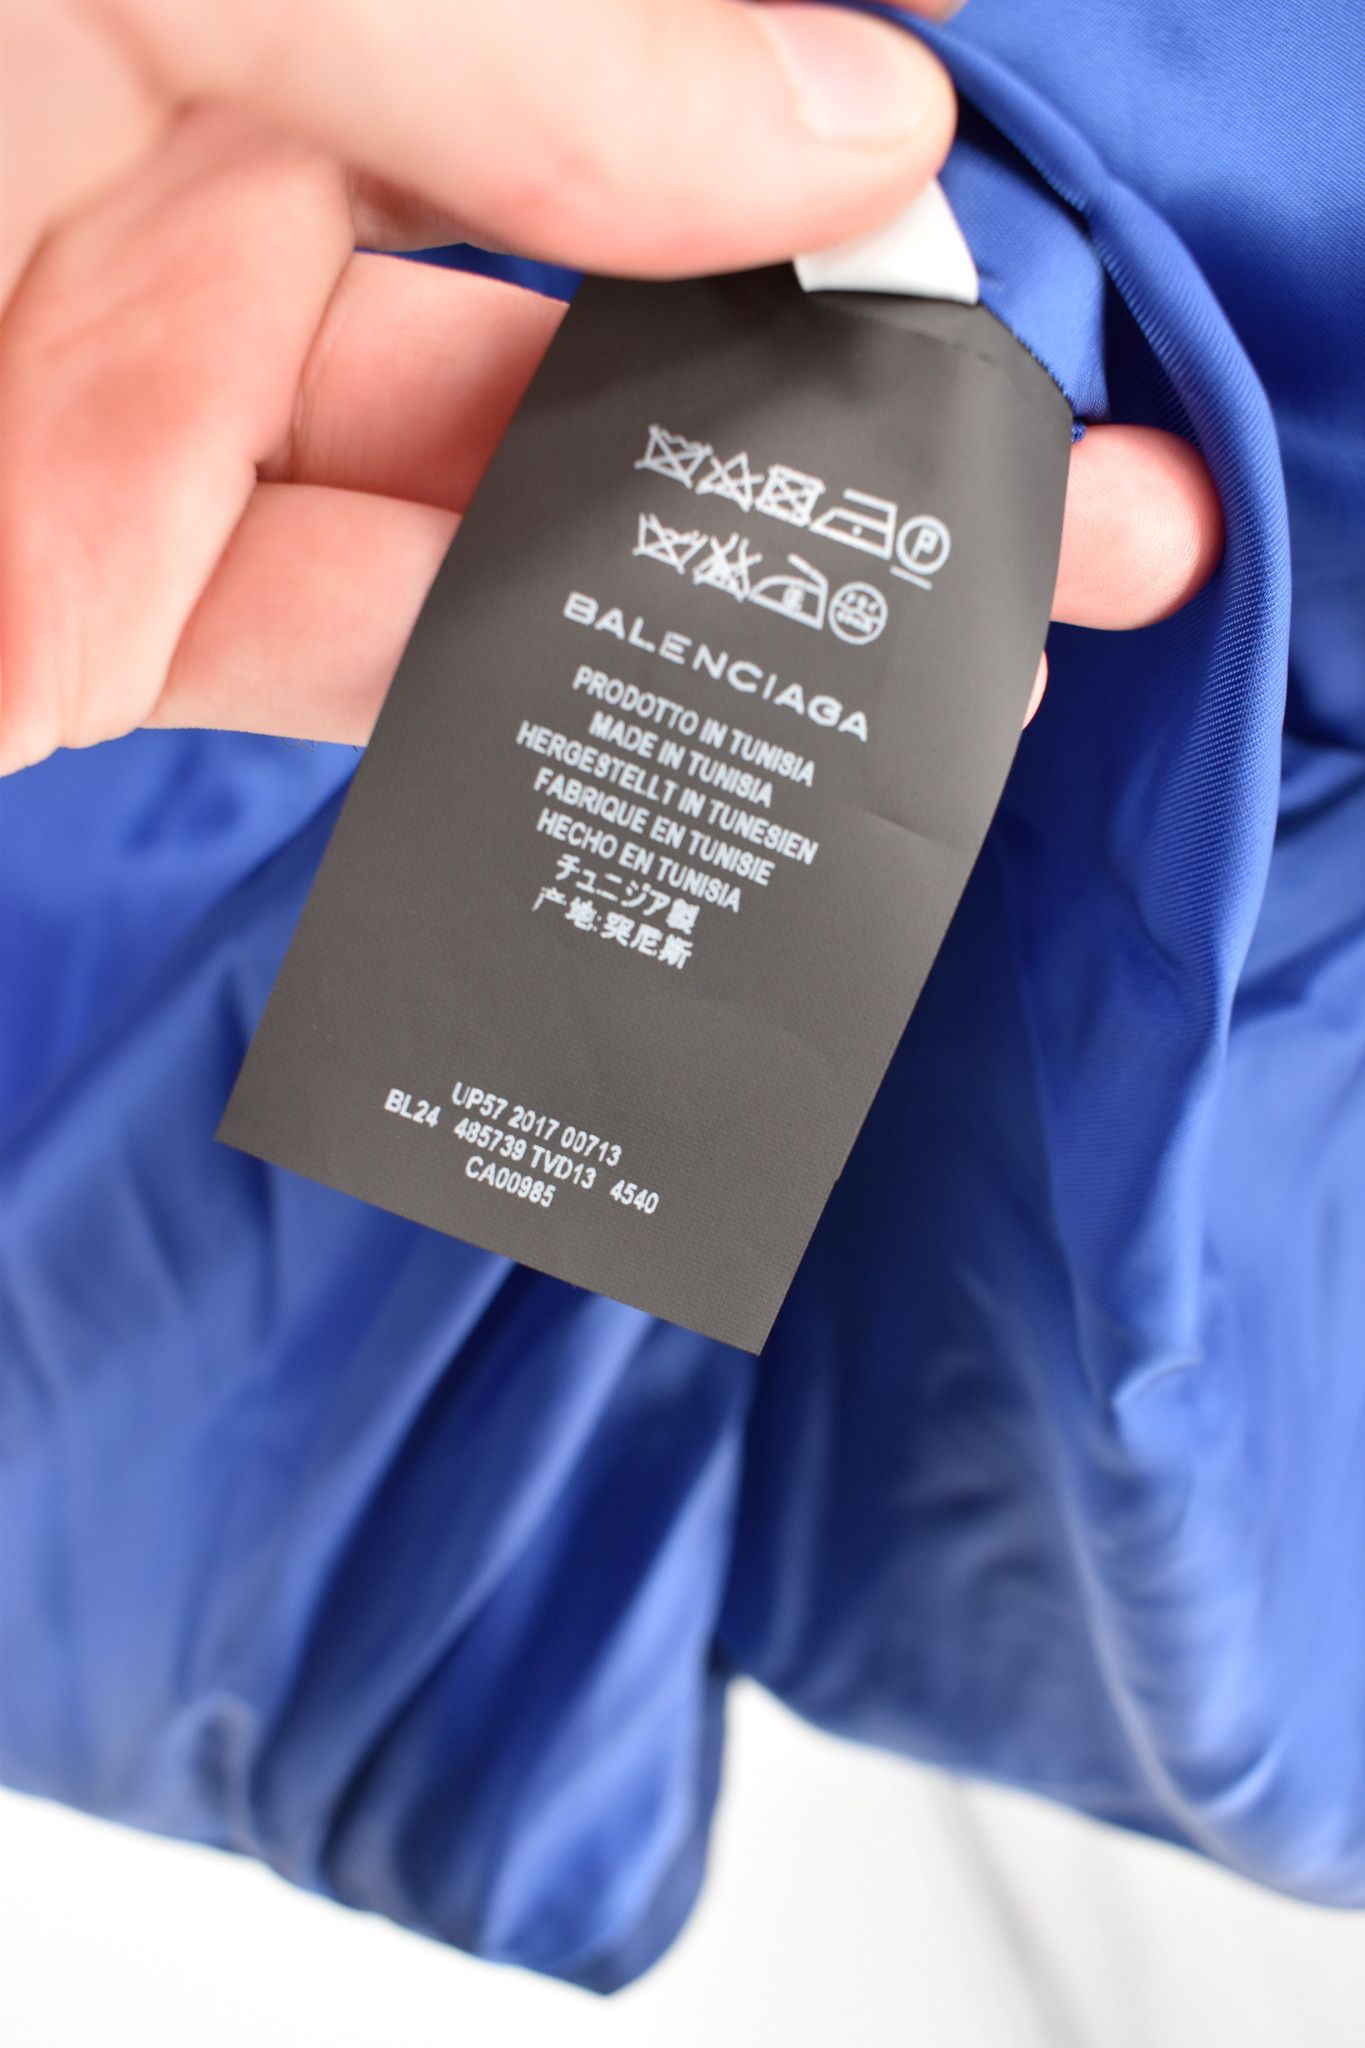 P
BALENCIAGA
PRODOTTO IN TUNISIA
MADE IN TUNISIA
HERGESTELLT IN TUNESIEN
FABRIQUE EN TUNISIE
HECHO EN TUNISIA
チュニジア製
产地:突尼斯
UP57 2017 00713
BL24 485739 TVD13 4540
CA00985